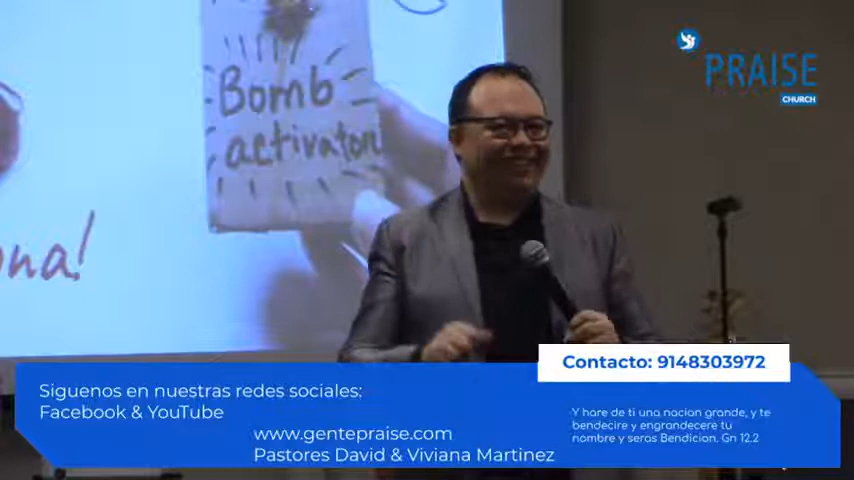 Bomb
activator
ona!
PRAISE
CHURCH
Contacto: 9148303972
Siguenos en nuestras redes sociales:
Facebook & YouTube
www.gentepraise.com
Pastores David & Viviana Martinez
Y hare de ti una nacion grande, y te
bendecire y engrandecere tu
nombre y seras Bendicion. Gn 12.2